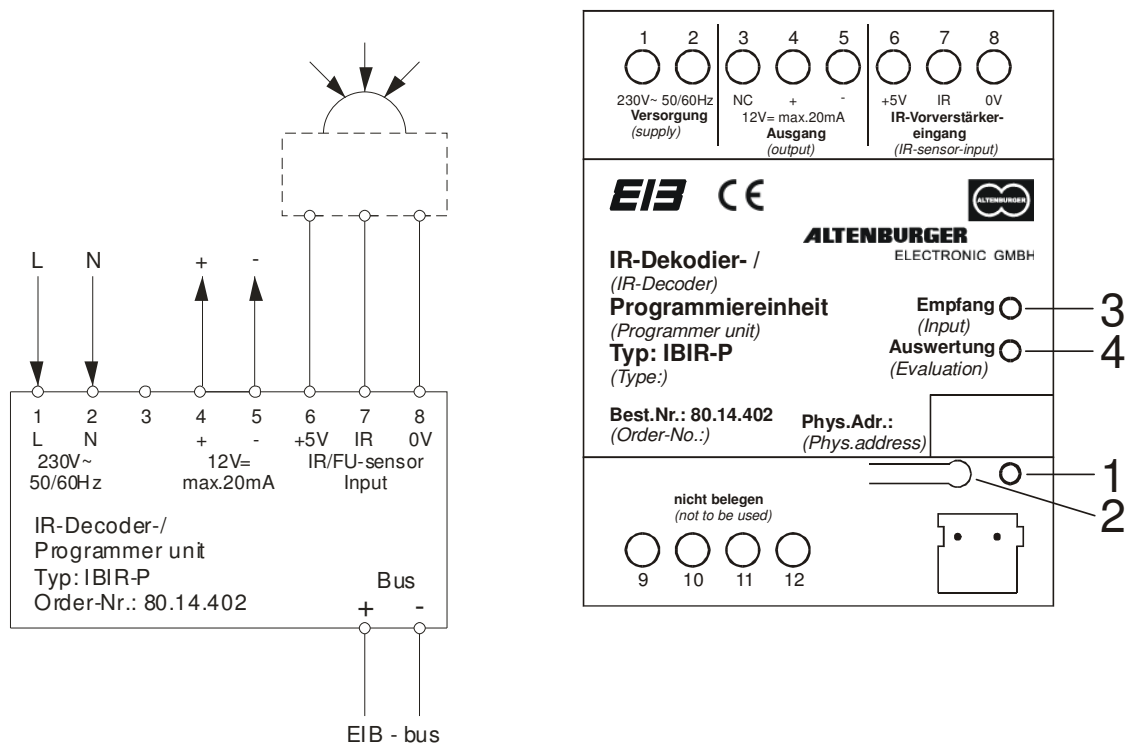 L N + -
1 2 3 4 5 6 7 8
L N + - +5V IR 0V
230V~ 12V= IR/FU-sensor
50/60Hz max.20mA Input
IR-Decoder-/
Programmer unit
Typ: IBIR-P
Order-Nr.: 80.14.402
Bus
+ -
EIB - bus
1 2 3 4 5 6 7 8
230V~ 50/60Hz NC + - +5V IR 0V
Versorgung
(supply)
12V= max.20mA
Ausgang
(output)
IR-Vorverstärker-
eingang
(IR-sensor-input)
EIB CE
ALTENBURGER
ALTENBURGER
ELECTRONIC GMBH
IR-Dekodier- /
(IR-Decoder)
Programmiereinheit
(Programmer unit)
Typ: IBIR-P
(Type:)
Empfang
(Input)
3
Auswertung
(Evaluation)
4
Best.Nr.: 80.14.402
(Order-No.:)
Phys.Adr.:
(Phys.address)
1
2
nicht belegen
(not to be used)
9 10 11 12